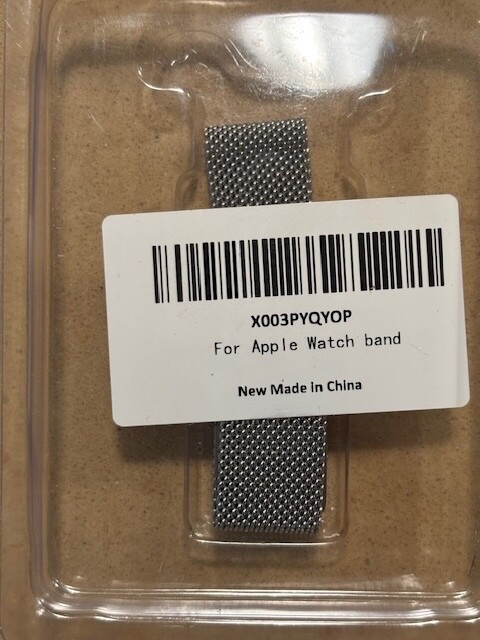 X003PYQYOP
For Apple Watch band
New Made in China